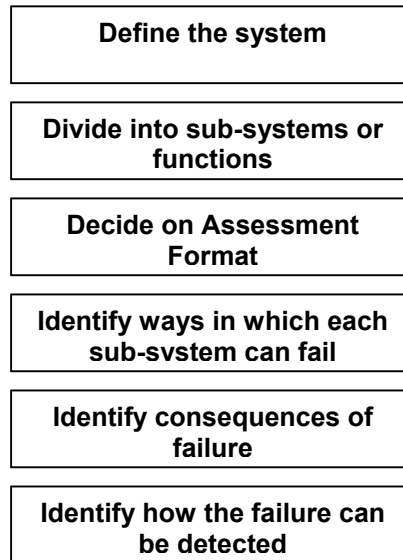 Define the system
Divide into sub-systems or
functions
Decide on Assessment
Format
Identify ways in which each
sub-system can fail
Identify consequences of
failure
Identify how the failure can
be detected